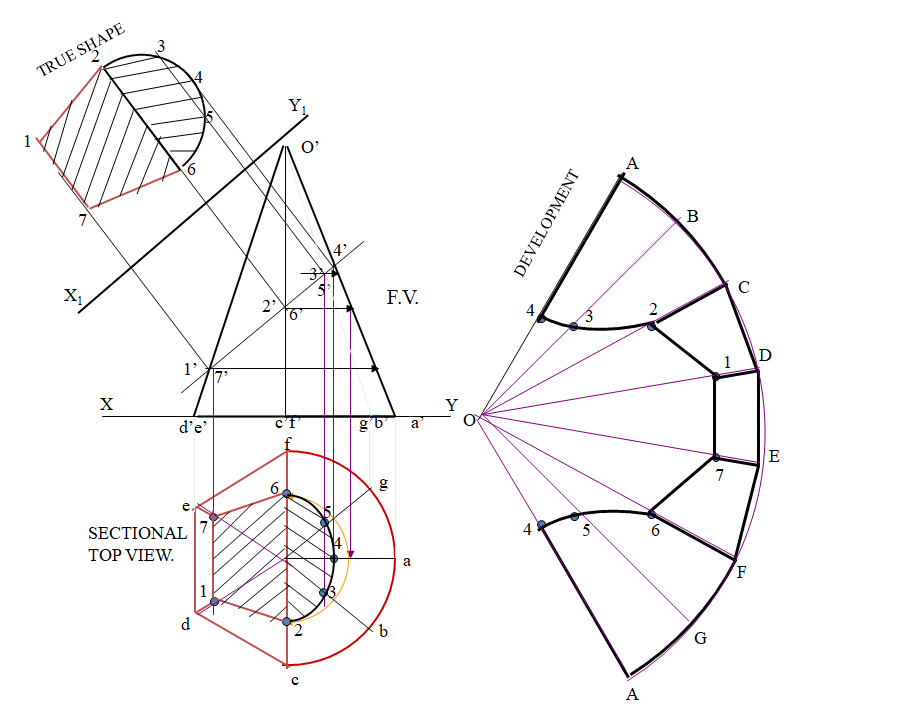 TRUE SHAPE
1
2
3
4
5
6
7
X₁
Y₁
O’
4’
3’
5’
2’
6’
1’
7’
F.V.
X
Y
d’e’
c’f’
g’b’
a’
SECTIONAL
TOP VIEW.
f
g
e
a
d
b
c
6
5
7
4
1
3
2
DEVELOPMENT
A
B
C
D
E
F
G
A
O
4
3
2
1
7
6
5
4